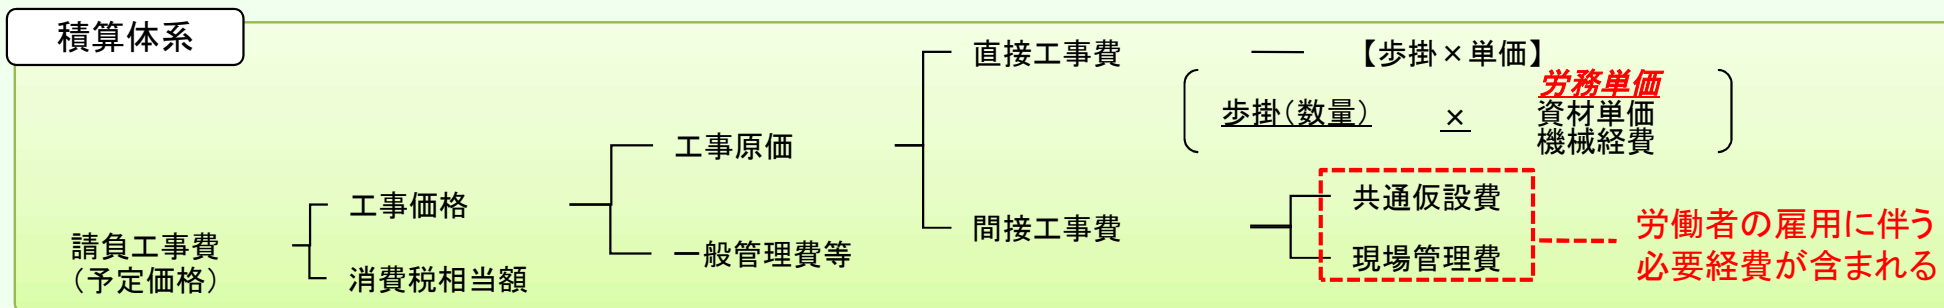 積算体系
請負工事費
(予定価格)
工事価格
消費税相当額
工事原価
一般管理費等
直接工事費
【歩掛×単価】
歩掛(数量) × 労務単価
資材単価
機械経費
間接工事費
共通仮設費
現場管理費
労働者の雇用に伴う
必要経費が含まれる